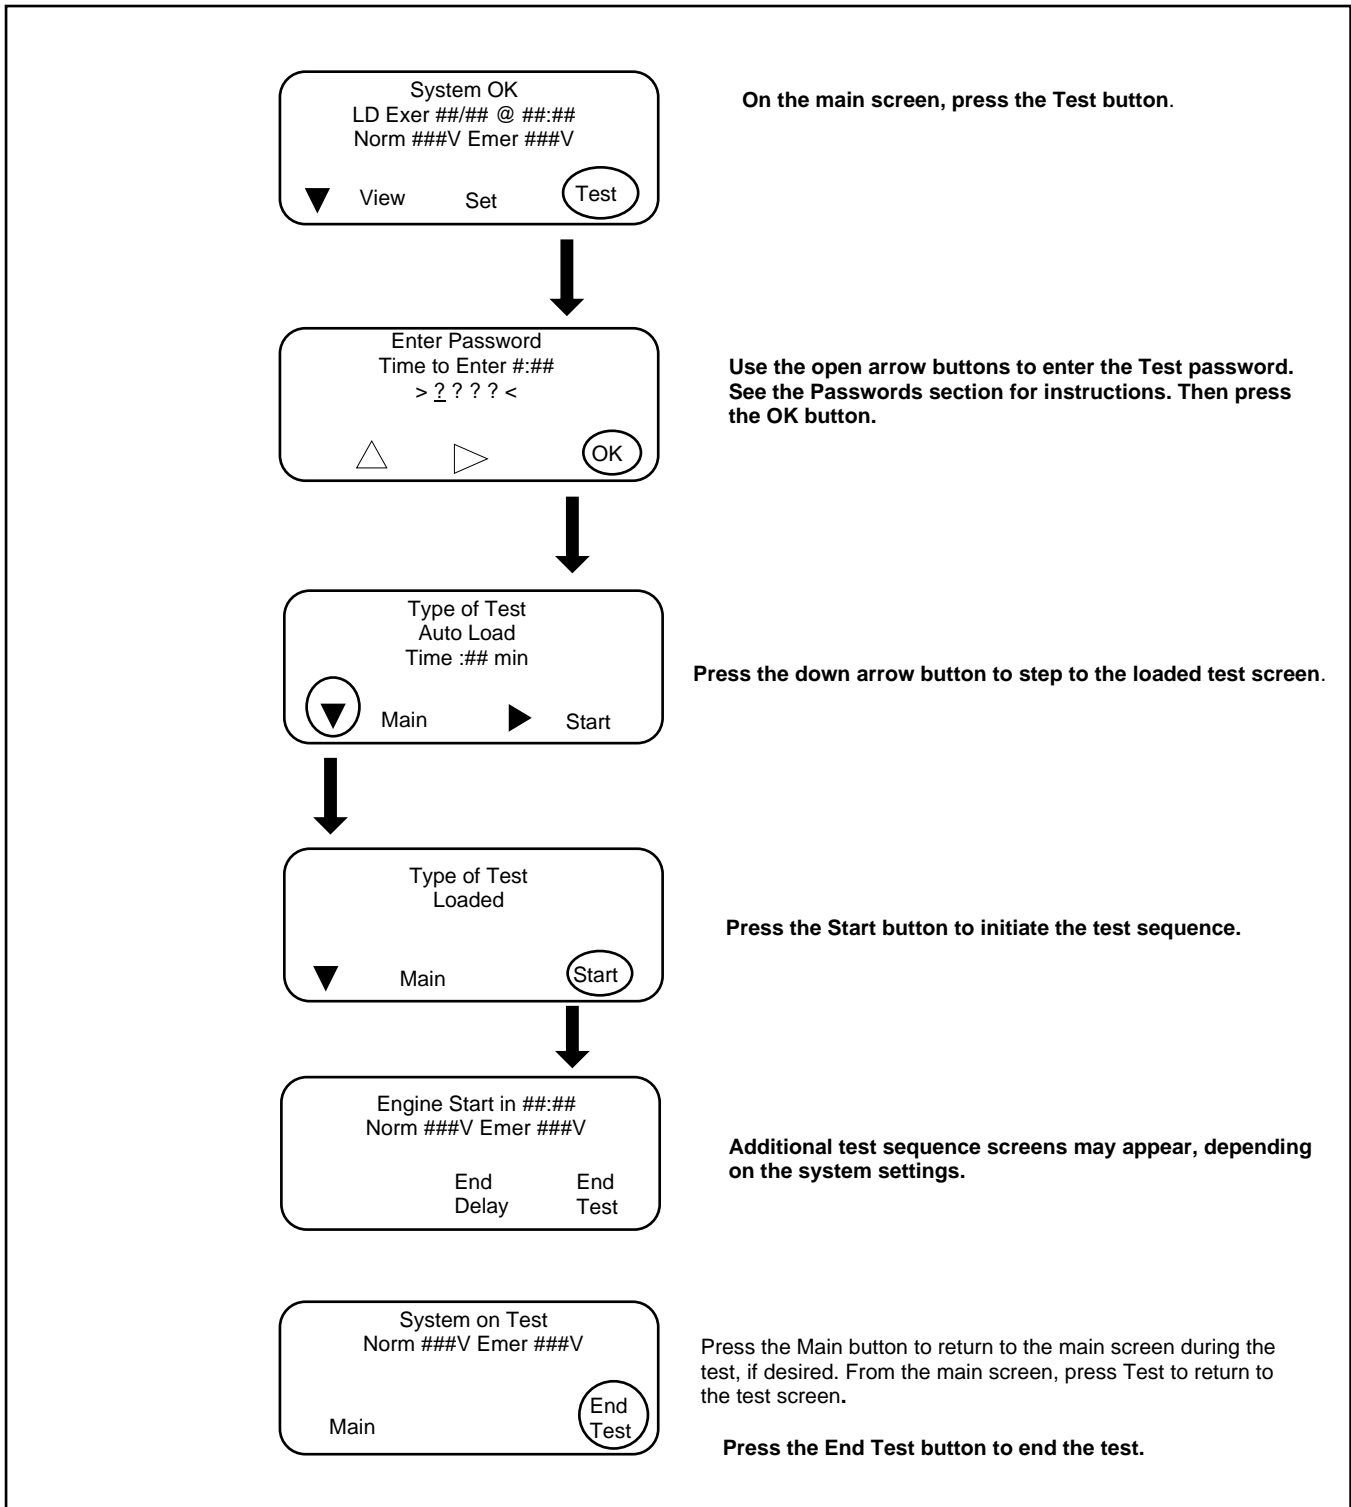 System OK
LD Exer ##/## @ ##:##
Norm ###V Emer ###V
▼ View Set Test
On the main screen, press the Test button.
Enter Password
Time to Enter #:##
> ? ? ? ? <
△ ▷ OK
Use the open arrow buttons to enter the Test password.
See the Passwords section for instructions. Then press
the OK button.
Type of Test
Auto Load
Time :## min
▼ Main ▶ Start
Press the down arrow button to step to the loaded test screen.
Type of Test
Loaded
▼ Main Start
Press the Start button to initiate the test sequence.
Engine Start in ##:##
Norm ###V Emer ###V
End Delay
End Test
Additional test sequence screens may appear, depending
on the system settings.
System on Test
Norm ###V Emer ###V
Main
End Test
Press the Main button to return to the main screen during the
test, if desired. From the main screen, press Test to return to
the test screen.
Press the End Test button to end the test.